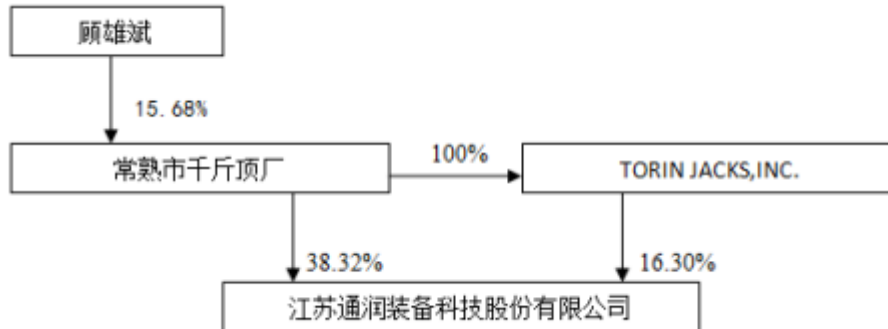 顾雄斌
15.68%
常熟市千斤顶厂
100%
TORIN JACKS,INC.
38.32%
16.30%
江苏通润装备科技股份有限公司